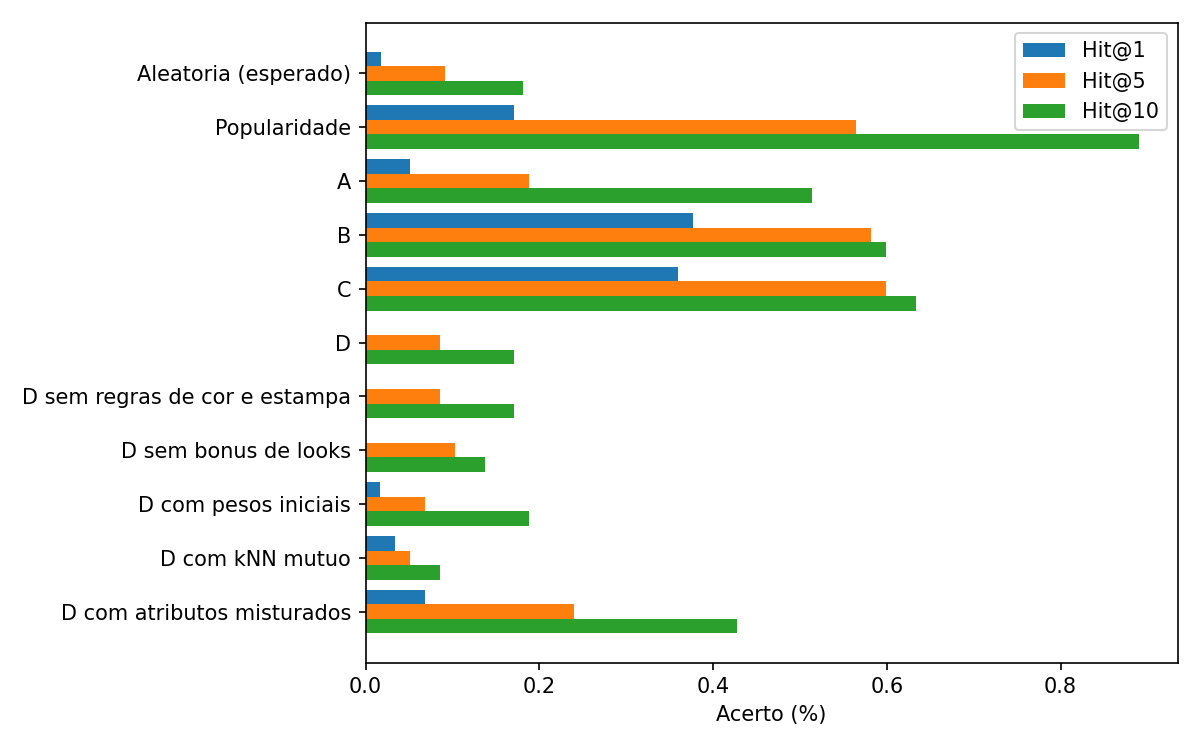 Hit@1
Hit@5
Hit@10
Aleatoria (esperado)
Popularidade
A
B
C
D
D sem regras de cor e estampa
D sem bonus de looks
D com pesos iniciais
D com kNN mutuo
D com atributos misturados
0.0 0.2 0.4 0.6 0.8
Acerto (%)